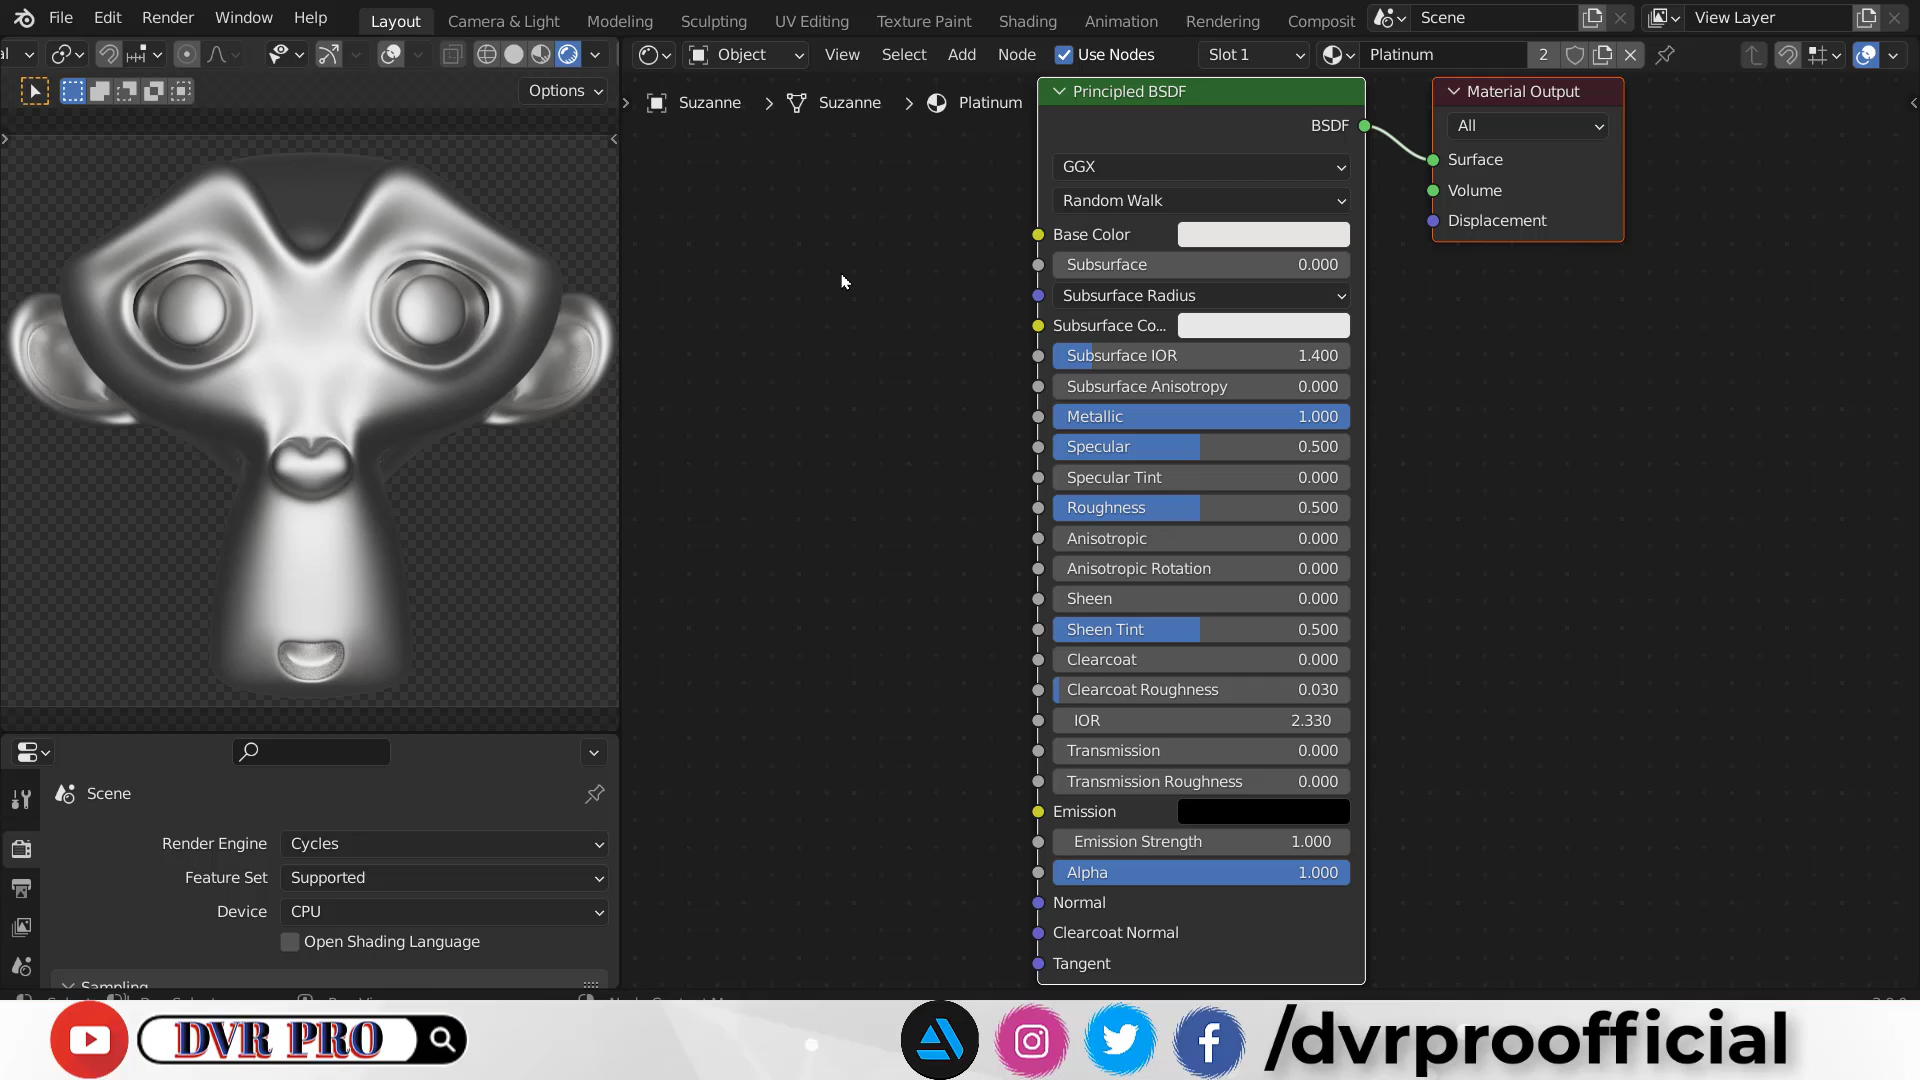 File Edit Render Window Help Layout Camera & Light Modeling Sculpting UV Editing Texture Paint Shading Animation Rendering Composit Scene View Layer
Object View Select Add Node Use Nodes Slot 1 Platinum 2
Options
Suzanne Suzanne Platinum
Principled BSDF
BSDF
GGX
Random Walk
Base Color
Subsurface 0.000
Subsurface Radius
Subsurface Co...
Subsurface IOR 1.400
Subsurface Anisotropy 0.000
Metallic 1.000
Specular 0.500
Specular Tint 0.000
Roughness 0.500
Anisotropic 0.000
Anisotropic Rotation 0.000
Sheen 0.000
Sheen Tint 0.500
Clearcoat 0.000
Clearcoat Roughness 0.030
IOR 2.330
Transmission 0.000
Transmission Roughness 0.000
Emission
Emission Strength 1.000
Alpha 1.000
Normal
Clearcoat Normal
Tangent
Material Output
All
Surface
Volume
Displacement
Scene
Render Engine Cycles
Feature Set Supported
Device CPU
Open Shading Language
Sampling
DVR PRO
/dvrproofficial